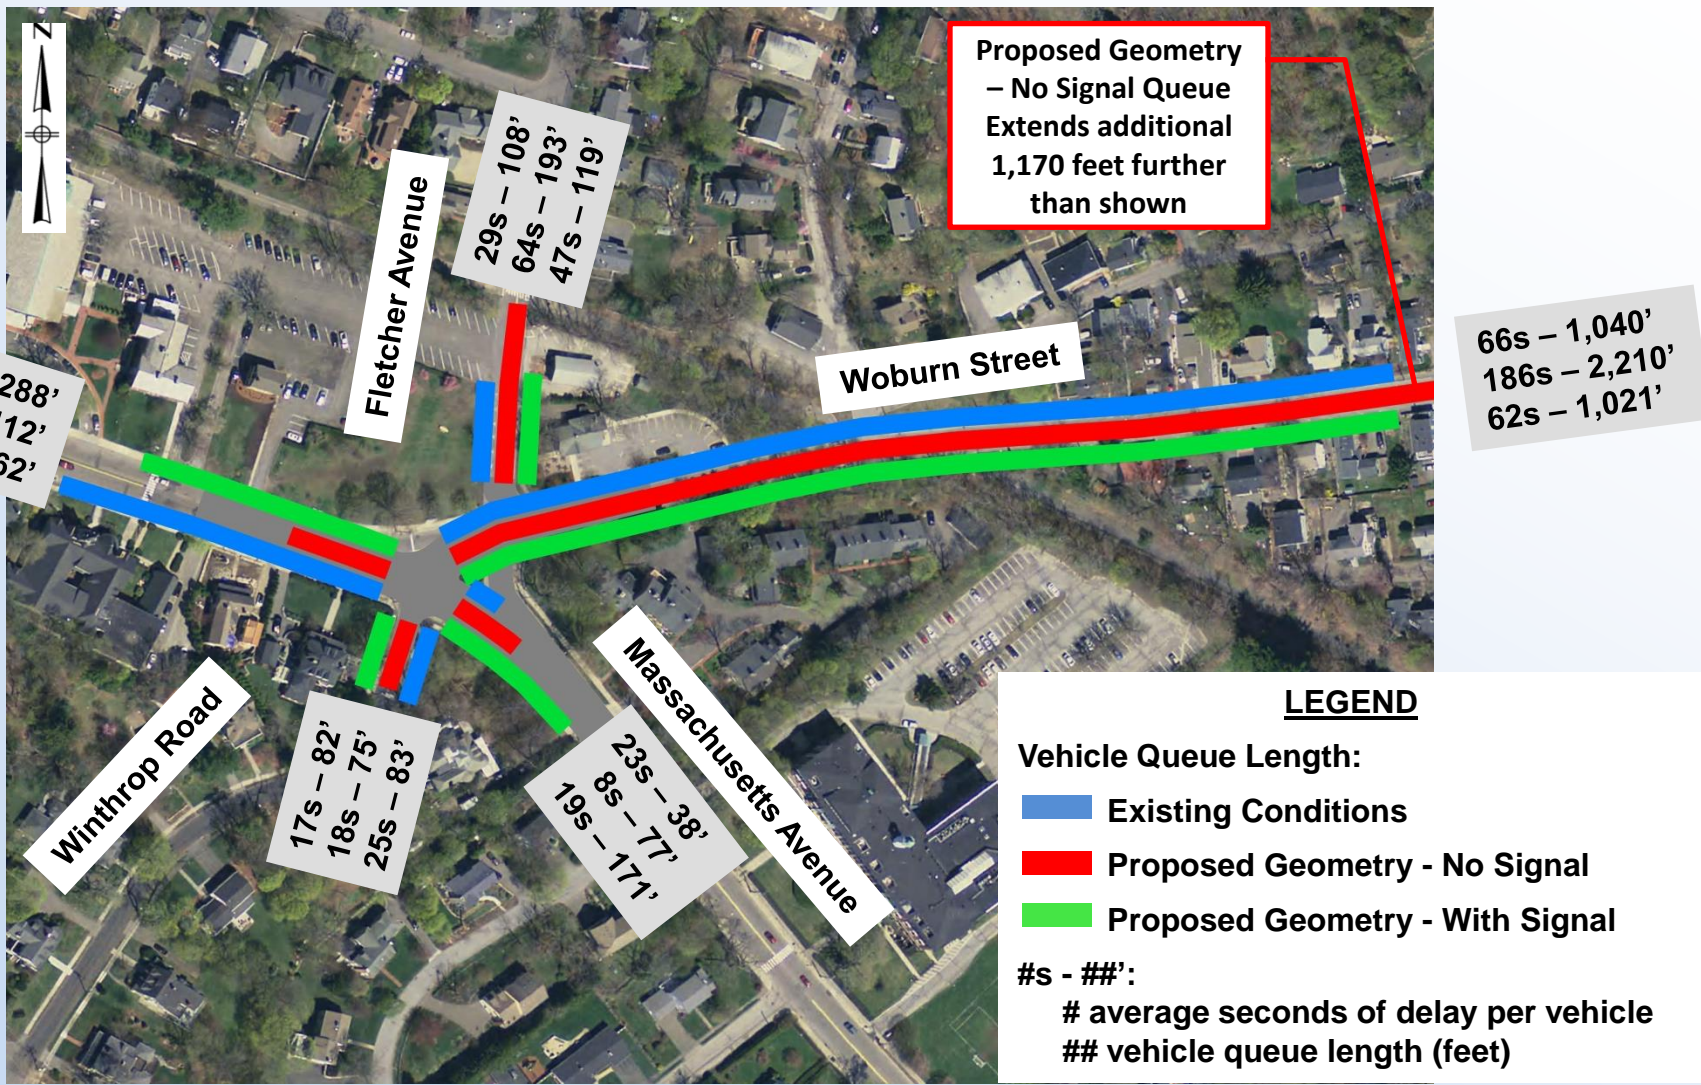 N
Proposed Geometry
– No Signal Queue
Extends additional
1,170 feet further
than shown
29s – 108’
64s – 193’
47s – 119’
Fletcher Avenue
Woburn Street
66s – 1,040’
186s – 2,210’
62s – 1,021’
288’
112’
62’
Winthrop Road
17s – 82’
18s – 75’
25s – 83’
23s – 38’
8s – 77’
19s – 171’
Massachusetts Avenue
LEGEND
Vehicle Queue Length:
Existing Conditions
Proposed Geometry - No Signal
Proposed Geometry - With Signal
#s - ##’:
# average seconds of delay per vehicle
## vehicle queue length (feet)